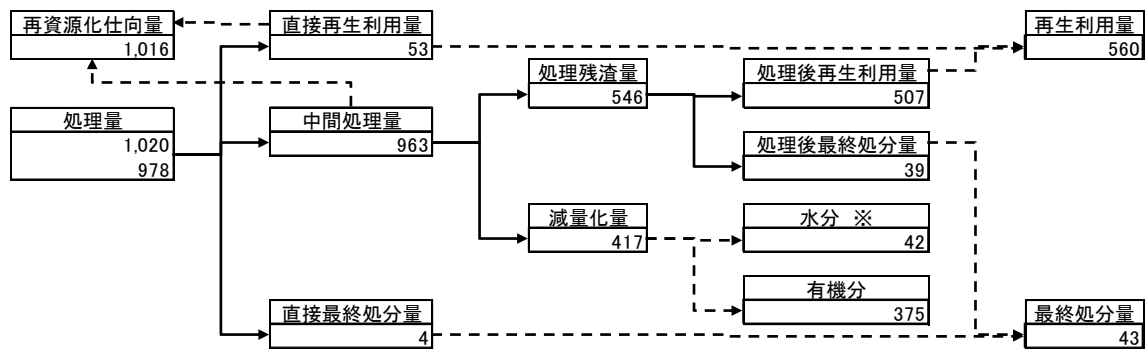 再資源化仕向量
1,016
直接再生利用量
53
再生利用量
560
処理残渣量
546
処理後再生利用量
507
処理量
1,020
978
中間処理量
963
処理後最終処分量
39
減量化量
417
水分 ※
42
有機分
375
直接最終処分量
4
最終処分量
43